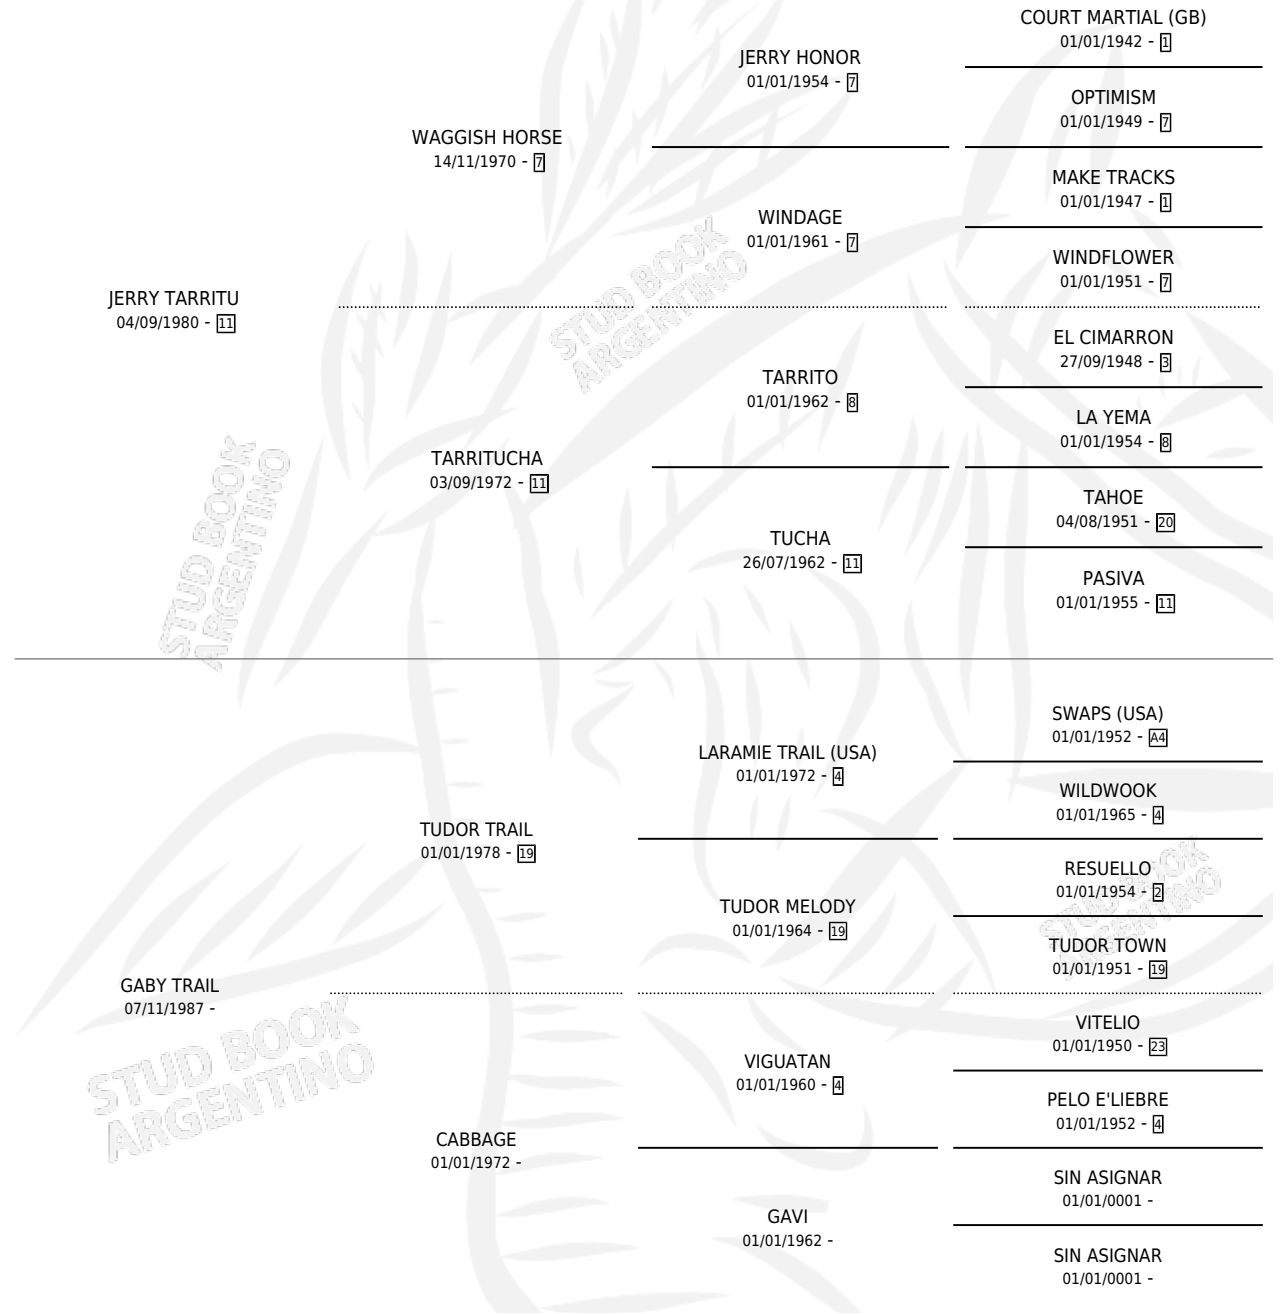 COURT MARTIAL (GB)
01/01/1942 - 1
JERRY HONOR
01/01/1954 - 7
OPTIMISM
01/01/1949 - 7
WAGGISH HORSE
14/11/1970 - 7
MAKE TRACKS
01/01/1947 - 1
WINDAGE
01/01/1961 - 7
WINDFLOWER
01/01/1951 - 7
JERRY TARRITU
04/09/1980 - 11
EL CIMARRON
27/09/1948 - 3
TARRITO
01/01/1962 - 8
LA YEMA
01/01/1954 - 8
TARRITUCHA
03/09/1972 - 11
TAHOE
04/08/1951 - 20
TUCHA
26/07/1962 - 11
PASIVA
01/01/1955 - 11
SWAPS (USA)
01/01/1952 - A4
LARAMIE TRAIL (USA)
01/01/1972 - 4
WILDWOOK
01/01/1965 - 4
TUDOR TRAIL
01/01/1978 - 19
RESUELLO
01/01/1954 - 2
TUDOR MELODY
01/01/1964 - 19
TUDOR TOWN
01/01/1951 - 19
GABY TRAIL
07/11/1987 -
VITELIO
01/01/1950 - 23
VIGUATAN
01/01/1960 - 4
PELO E'LIEBRE
01/01/1952 - 4
CABBAGE
01/01/1972 -
SIN ASIGNAR
01/01/0001 -
GAVI
01/01/1962 -
SIN ASIGNAR
01/01/0001 -
STUD BOOK
ARGENTINO
STUD BOOK
ARGENTINO
STUD BOOK
ARGENTINO
STUD BOOK
ARGENTINO